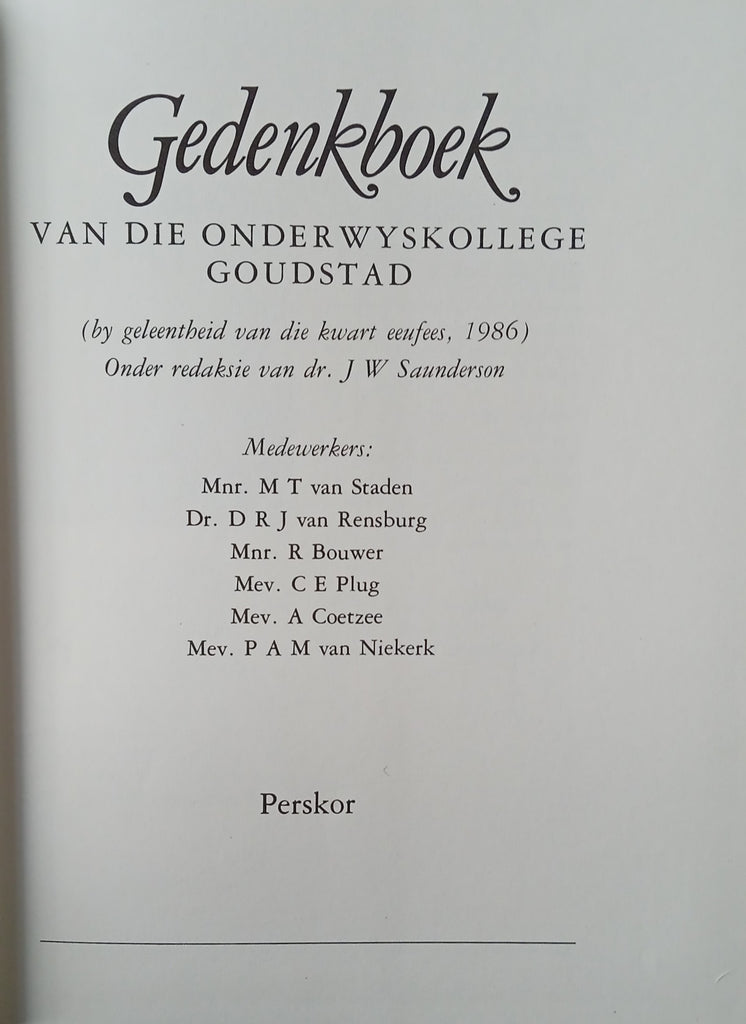 Gedenkboek
VAN DIE ONDERWYSKOLLEGE
GOUDSTAD
(by geleentheid van die kwart eeufees, 1986)
Onder redaksie van dr. J W Saunderson
Medewerkers:
Mnr. M T van Staden
Dr. D R J van Rensburg
Mnr. R Bouwer
Mev. C E Plug
Mev. A Coetzee
Mev. P A M van Niekerk
Perskor